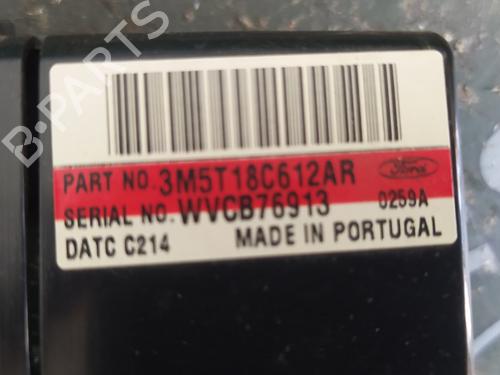 PART NO. 3M5T18C612AR Ford
SERIAL NO. WVCB76913 0259A
DATC C214 MADE IN PORTUGAL
B-PARTS